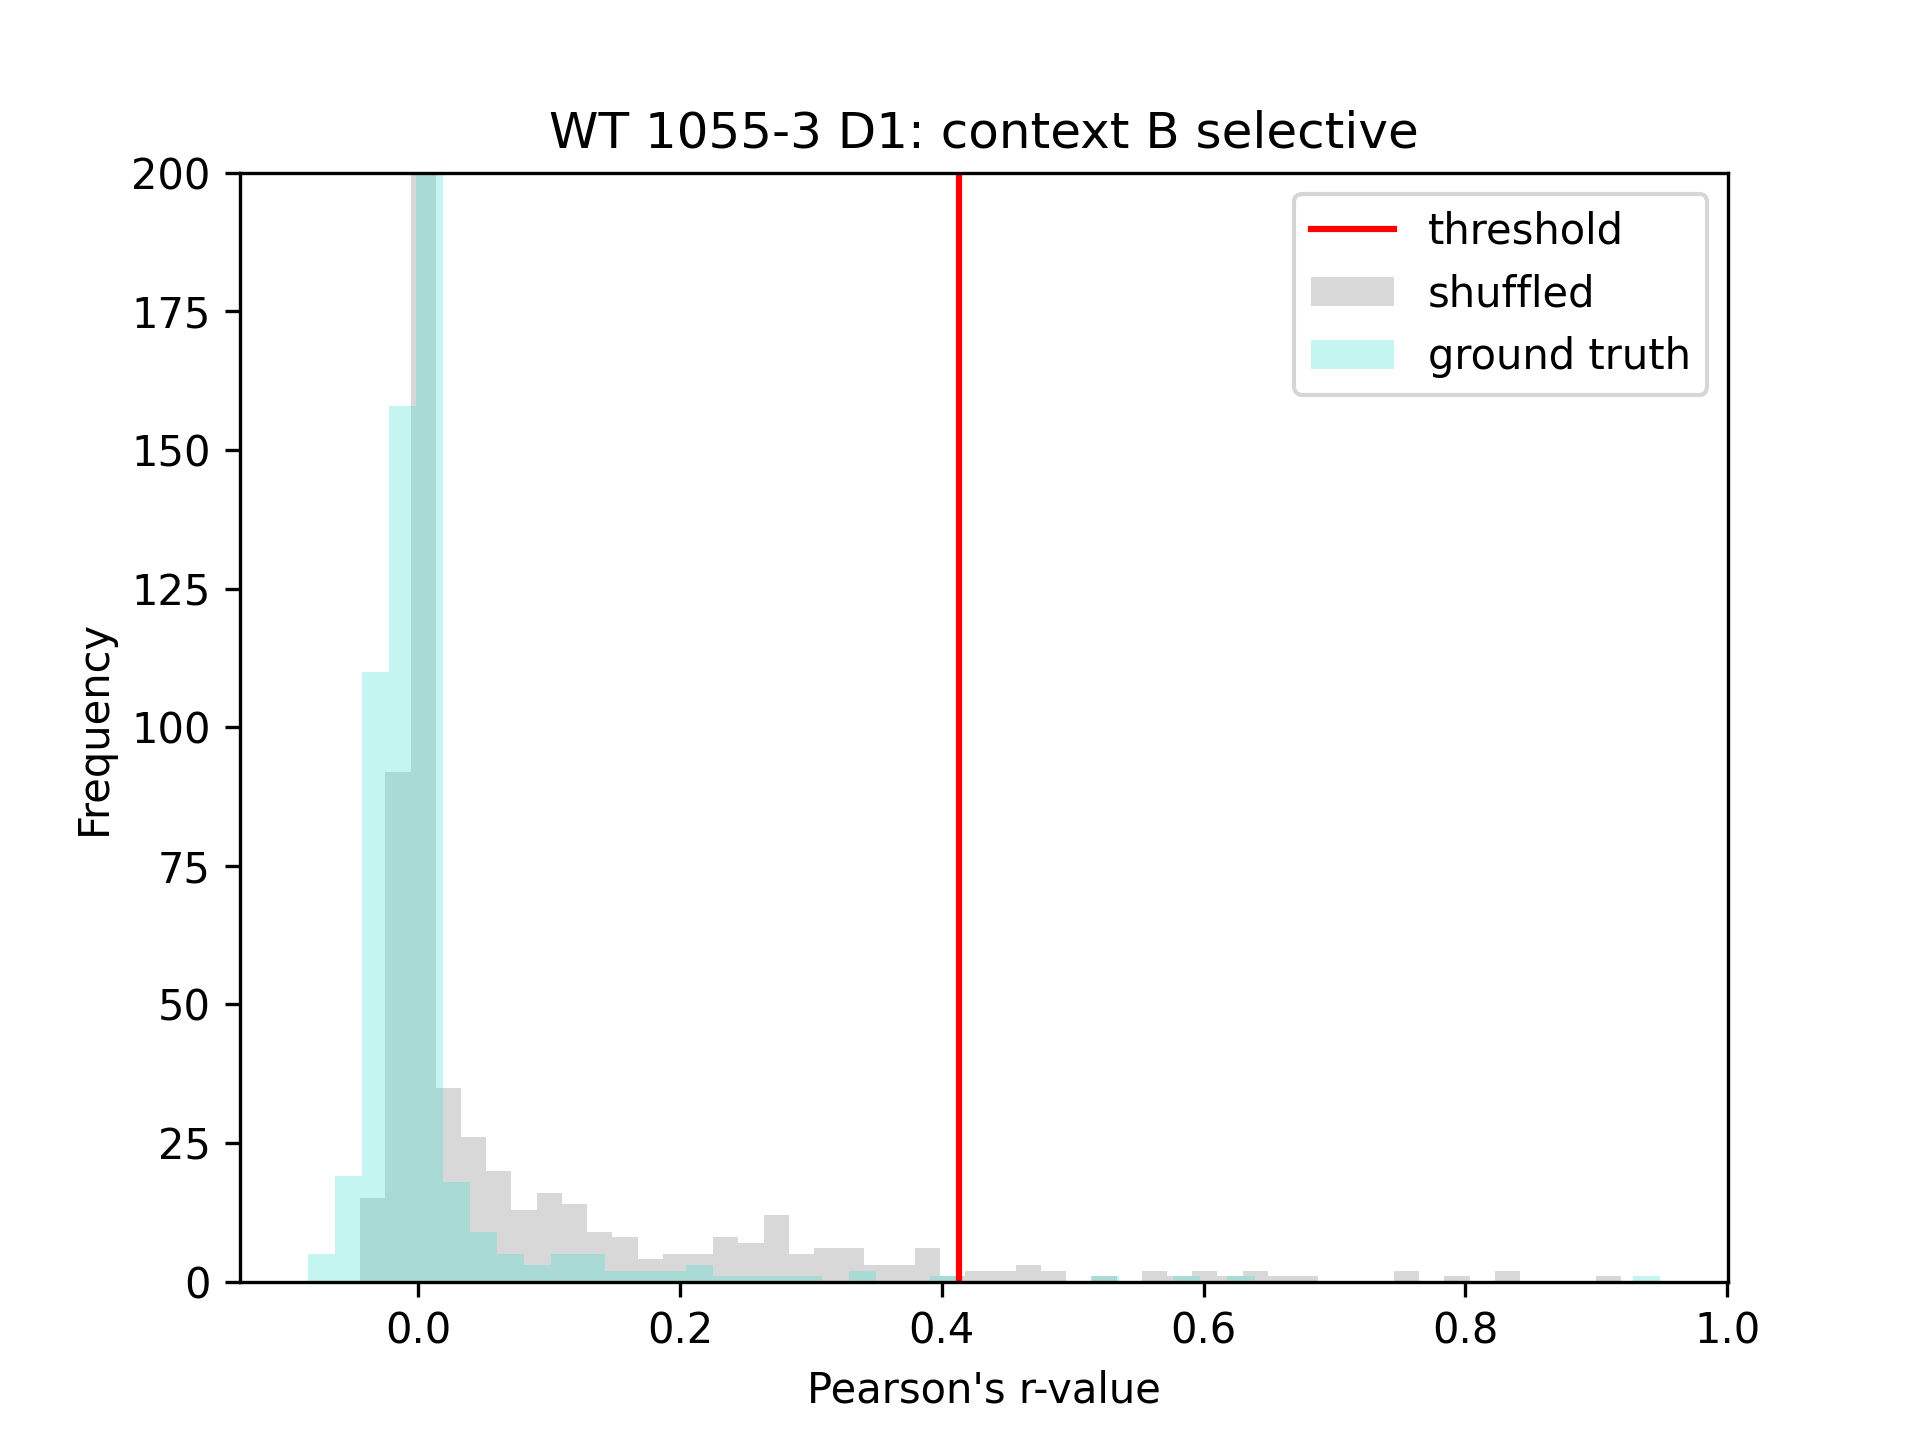 WT 1055-3 D1: context B selective
200
175
150
125
100
75
50
25
0
Frequency
threshold
shuffled
ground truth
0.0 0.2 0.4 0.6 0.8 1.0
Pearson's r-value